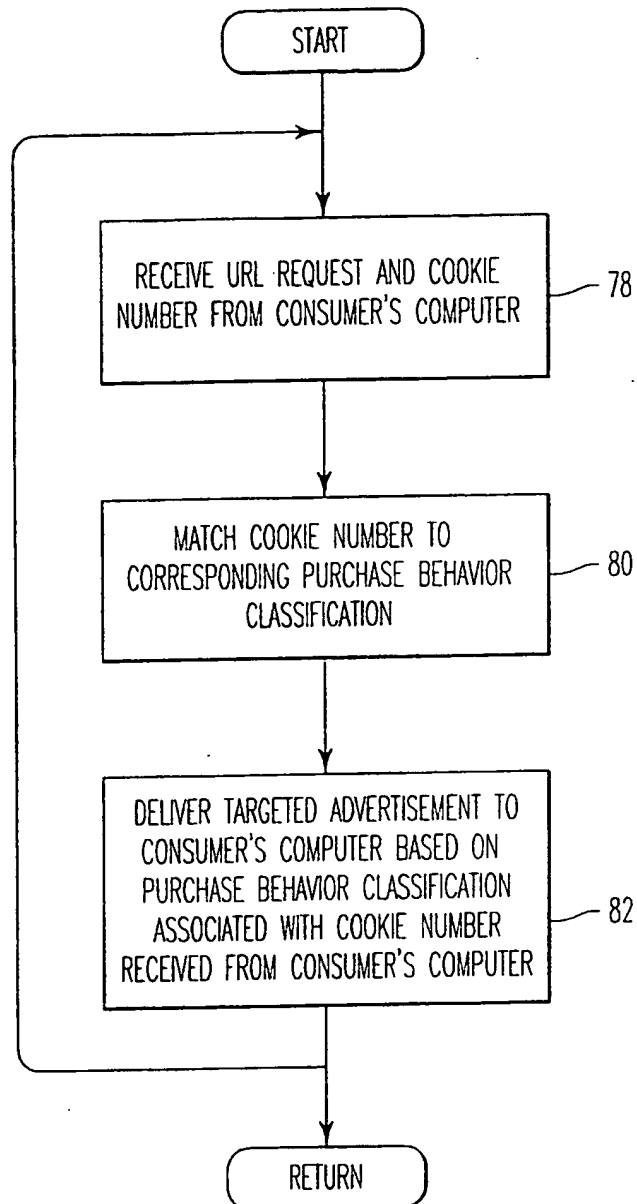 START
RECEIVE URL REQUEST AND COOKIE
NUMBER FROM CONSUMER'S COMPUTER
78
MATCH COOKIE NUMBER TO
CORRESPONDING PURCHASE BEHAVIOR
CLASSIFICATION
80
DELIVER TARGETED ADVERTISEMENT TO
CONSUMER'S COMPUTER BASED ON
PURCHASE BEHAVIOR CLASSIFICATION
ASSOCIATED WITH COOKIE NUMBER
RECEIVED FROM CONSUMER'S COMPUTER
82
RETURN